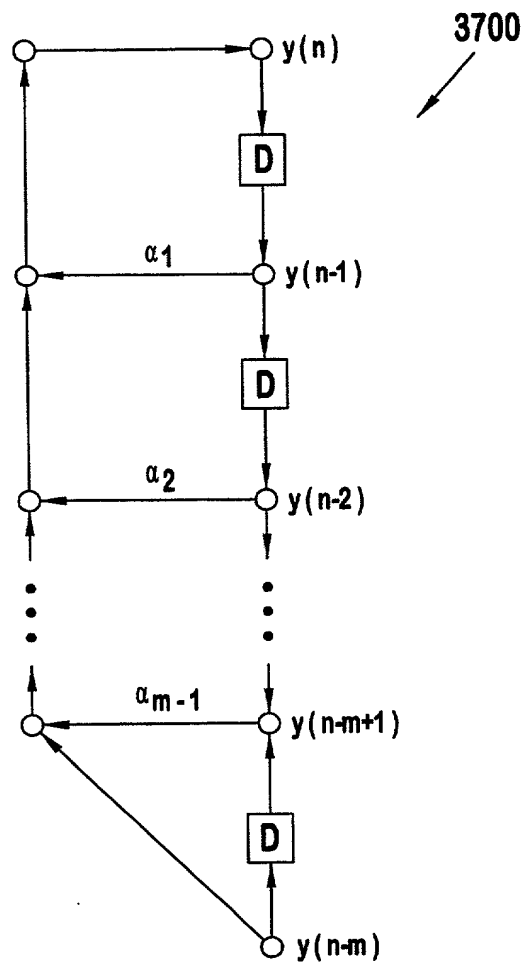 3700
y(n)
D
α1
y(n-1)
D
α2
y(n-2)
αm-1
y(n-m+1)
D
y(n-m)